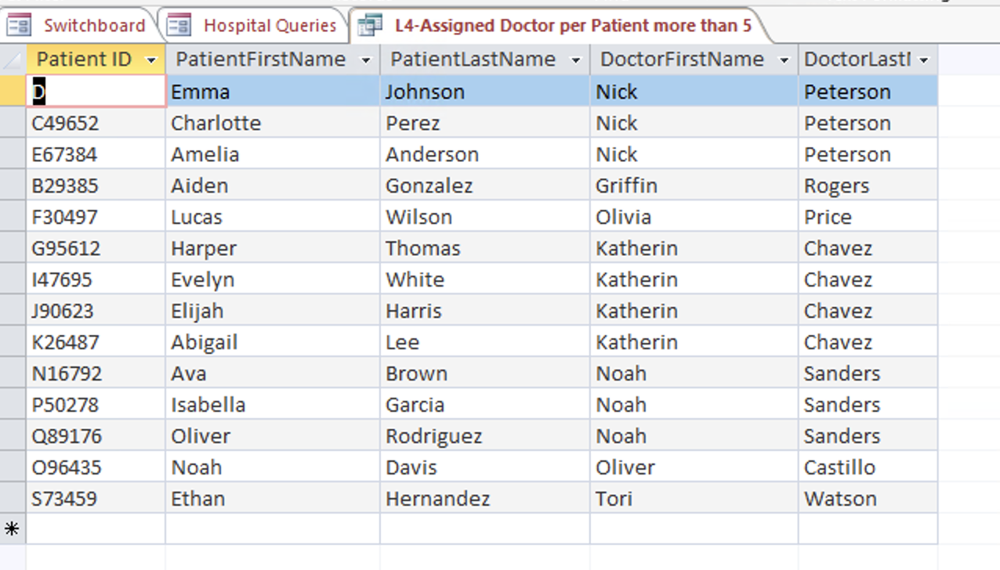 Switchboard Hospital Queries L4-Assigned Doctor per Patient more than 5
Patient ID PatientFirstName PatientLastName DoctorFirstName DoctorLastN
D Emma Johnson Nick Peterson
C49652 Charlotte Perez Nick Peterson
E67384 Amelia Anderson Nick Peterson
B29385 Aiden Gonzalez Griffin Rogers
F30497 Lucas Wilson Olivia Price
G95612 Harper Thomas Katherin Chavez
I47695 Evelyn White Katherin Chavez
J90623 Elijah Harris Katherin Chavez
K26487 Abigail Lee Katherin Chavez
N16792 Ava Brown Noah Sanders
P50278 Isabella Garcia Noah Sanders
Q89176 Oliver Rodriguez Noah Sanders
O96435 Noah Davis Oliver Castillo
S73459 Ethan Hernandez Tori Watson